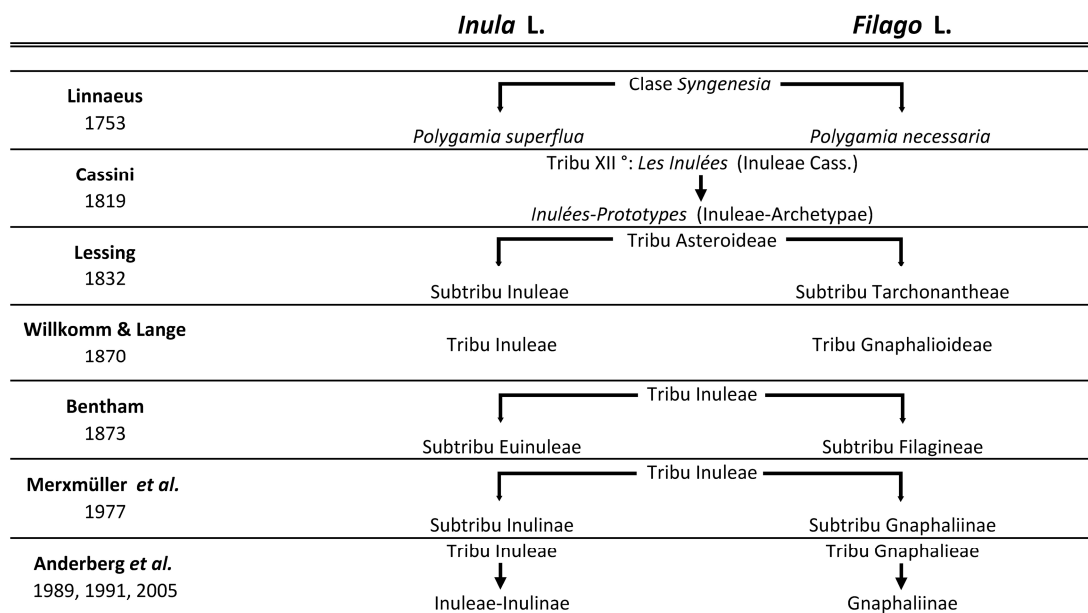 Inula L. Filago L.
Linnaeus
1753
Clase Syngenesia
Polygamia superflua Polygamia necessaria
Cassini
1819
Tribu XII °: Les Inulées (Inuleae Cass.)
Inulées-Prototypes (Inuleae-Archetypae)
Lessing
1832
Tribu Asteroideae
Subtribu Inuleae Subtribu Tarchonantheae
Willkomm & Lange
1870
Tribu Inuleae Tribu Gnaphalioideae
Bentham
1873
Tribu Inuleae
Subtribu Euinuleae Subtribu Filagineae
Merxmüller et al.
1977
Tribu Inuleae
Subtribu Inulinae Subtribu Gnaphaliinae
Anderberg et al.
1989, 1991, 2005
Tribu Inuleae Tribu Gnaphalieae
Inuleae-Inulinae Gnaphaliinae